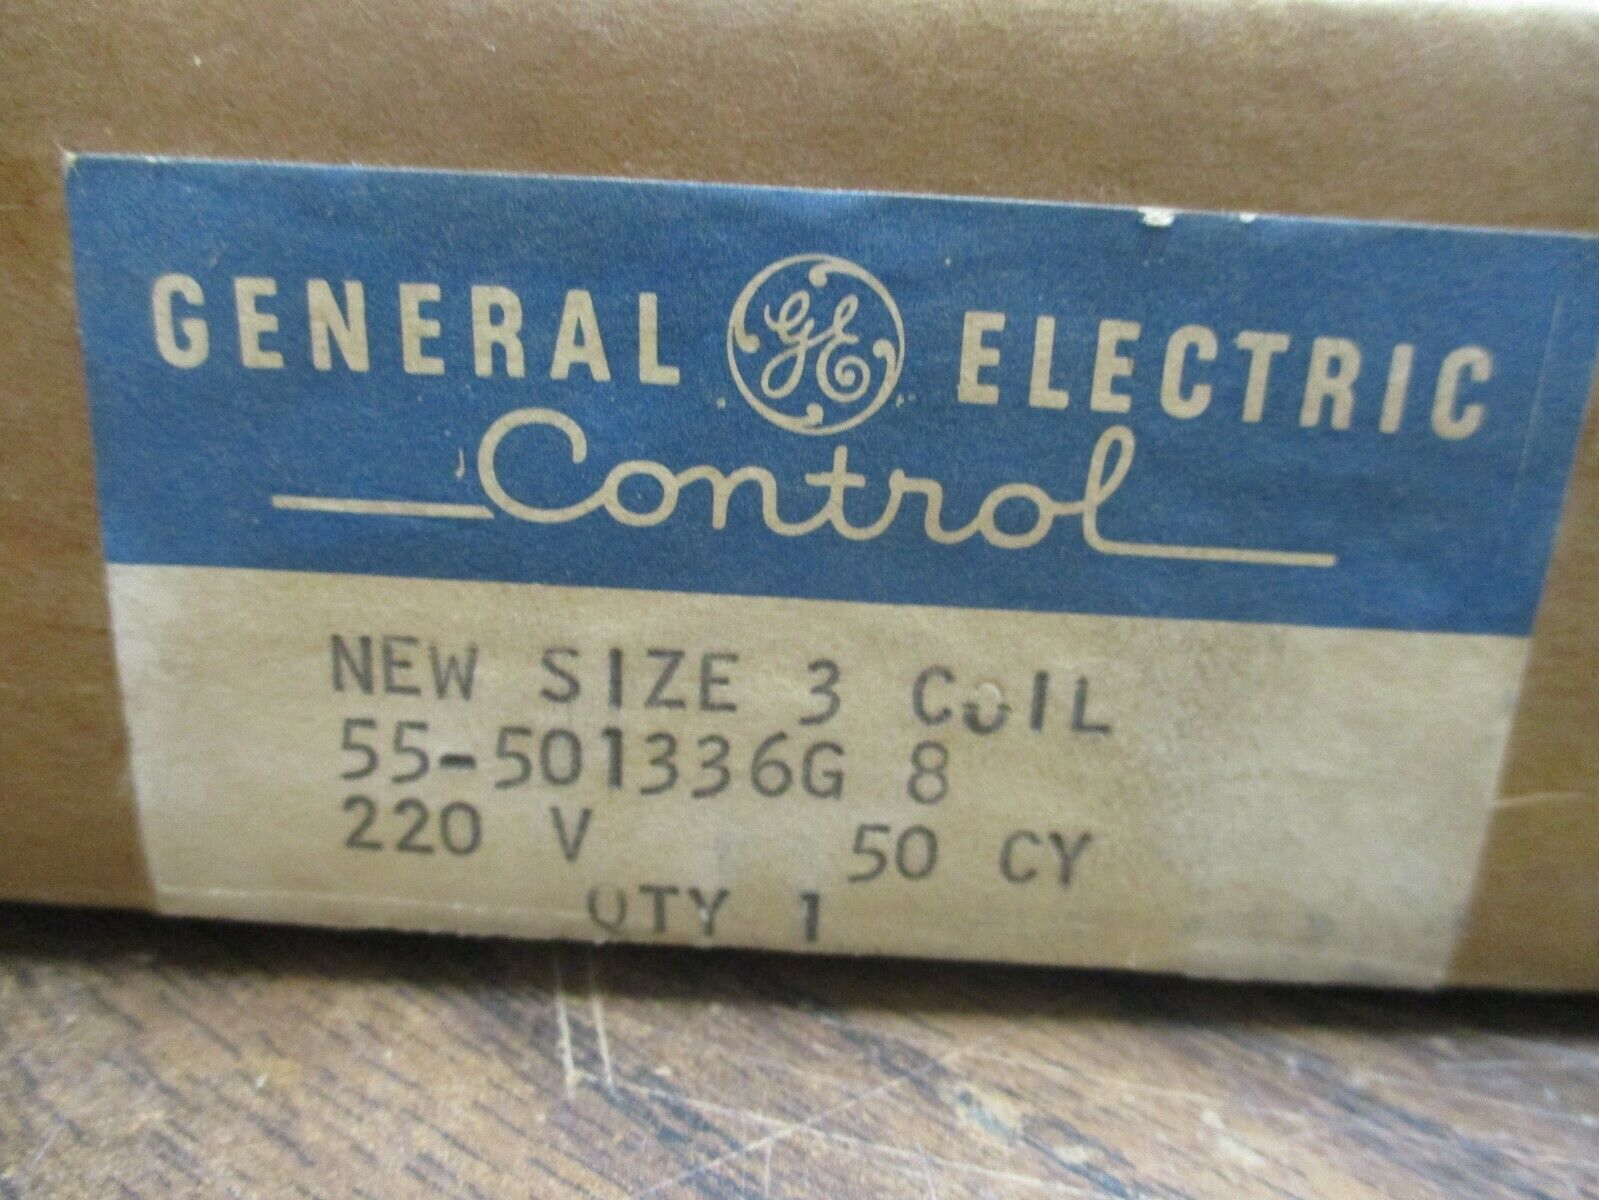 GENERAL GE ELECTRIC
Control
NEW SIZE 3 COIL
55-501336G 8
220 V 50 CY
QTY 1